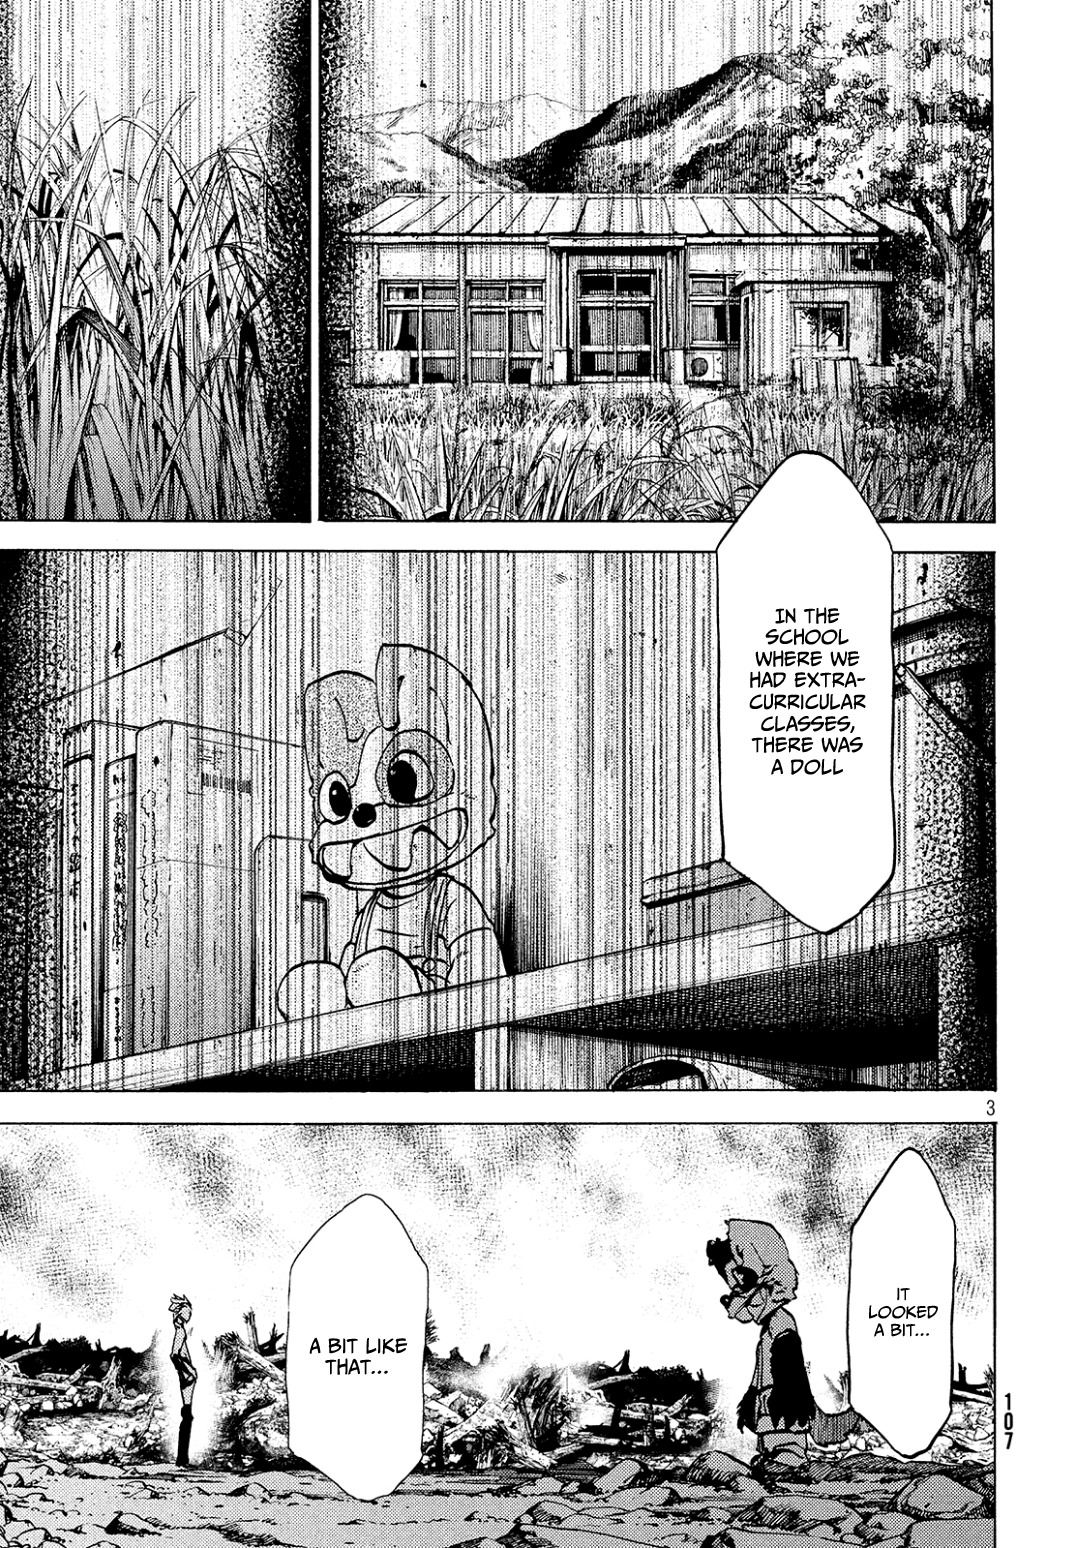 IN THE
SCHOOL
WHERE WE
HAD EXTRA-
CURRICULAR
CLASSES,
THERE WAS
A DOLL
3
IT
LOOKED
A BIT...
A BIT LIKE
THAT...
107